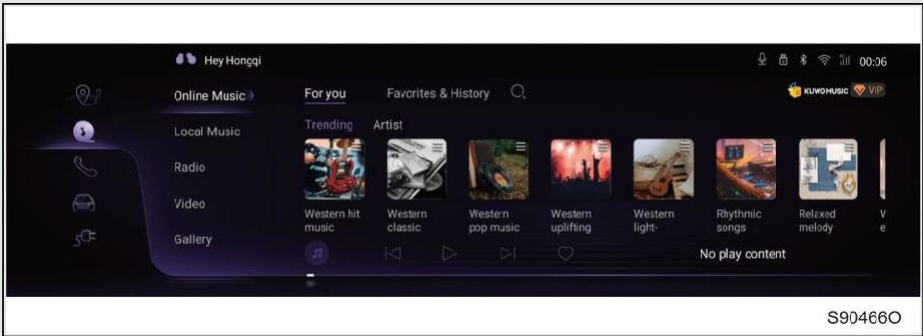 Hey Hongqi
00:06
Online Music
For you
Favorites & History
KUWOMUSIC
VIP
Local Music
Trending
Artist
Radio
Video
Gallery
Western hit
music
Western
classic
Western
pop music
Western
uplifting
Western
light-
Rhythmic
songs
Relaxed
melody
No play content
S90466O